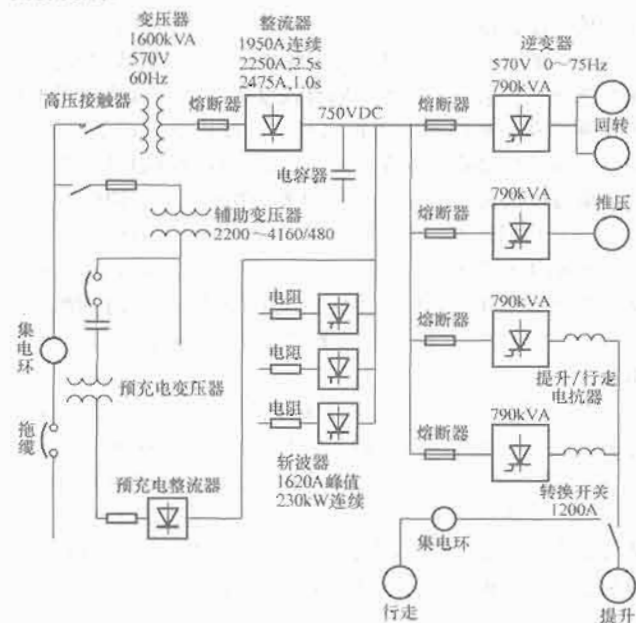 变压器
1600kVA
570V
60Hz
整流器
1950A连续
2250A,2.5s
2475A,1.0s
逆变器
570V 0～75Hz
790kVA
高压接触器
熔断器
750VDC
熔断器
回转
电容器
790kVA
推压
熔断器
辅助变压器
2200～4160/480
790kVA
电阻
熔断器
集电环
电阻
提升/行走
电抗器
预充电变压器
790kVA
电阻
熔断器
拖缆
斩波器
1620A峰值
230kW连续
预充电整流器
转换开关
1200A
集电环
行走
提升